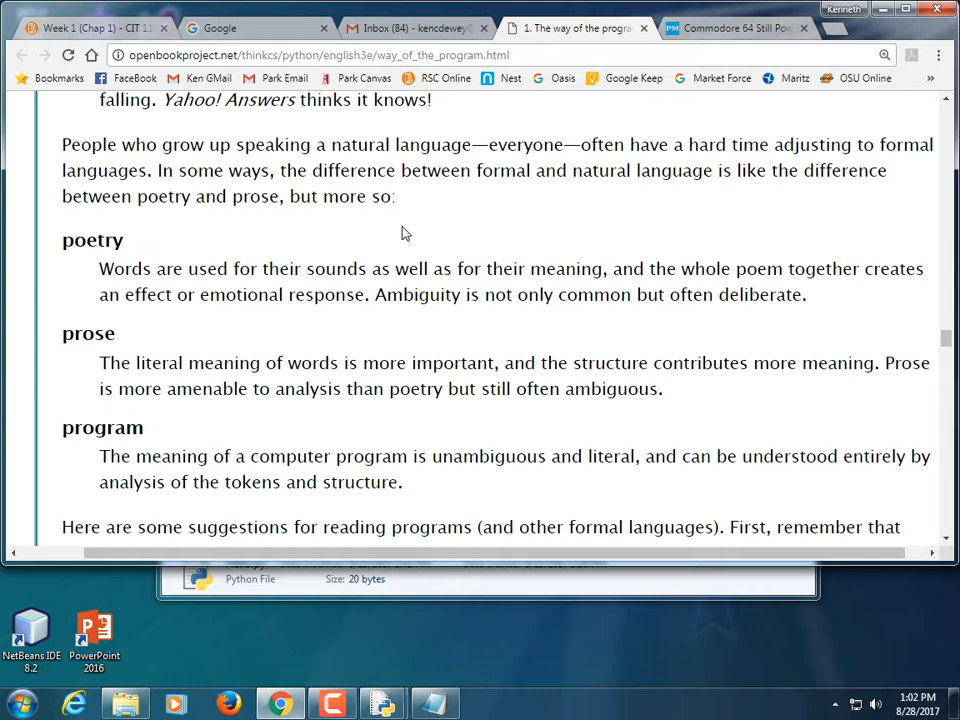 Kenneth
Week 1 (Chap 1) - CIT 11
Google
Inbox (84) - kencdewey@
1. The way of the progra
Commodore 64 Still Pow
openbookproject.net/thinkcs/python/english3e/way_of_the_program.html
Bookmarks
FaceBook
Ken GMail
Park Email
Park Canvas
RSC Online
Nest
Oasis
Google Keep
Market Force
Maritz
OSU Online
»
falling. Yahoo! Answers thinks it knows!
People who grow up speaking a natural language—everyone—often have a hard time adjusting to formal
languages. In some ways, the difference between formal and natural language is like the difference
between poetry and prose, but more so:
poetry
Words are used for their sounds as well as for their meaning, and the whole poem together creates
an effect or emotional response. Ambiguity is not only common but often deliberate.
prose
The literal meaning of words is more important, and the structure contributes more meaning. Prose
is more amenable to analysis than poetry but still often ambiguous.
program
The meaning of a computer program is unambiguous and literal, and can be understood entirely by
analysis of the tokens and structure.
Here are some suggestions for reading programs (and other formal languages). First, remember that
Python File
Size: 20 bytes
NetBeans IDE
8.2
PowerPoint
2016
1:02 PM
8/28/2017